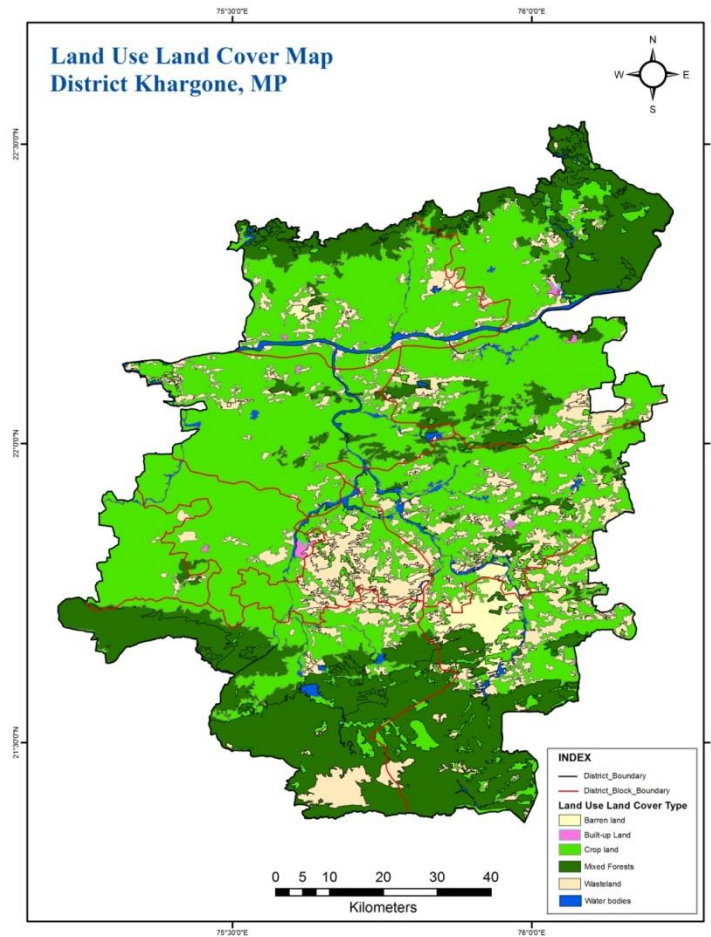 75°30'0"E
76°0'0"E
Land Use Land Cover Map
District Khargone, MP
N
W
E
S
22°30'0"N
22°0'0"N
21°30'0"N
INDEX
District_Boundary
District_Block_Boundary
Land Use Land Cover Type
Barren land
Built-up Land
Crop land
Mixed Forests
Wasteland
Water bodies
0 5 10 20 30 40
Kilometers
75°30'0"E
76°0'0"E